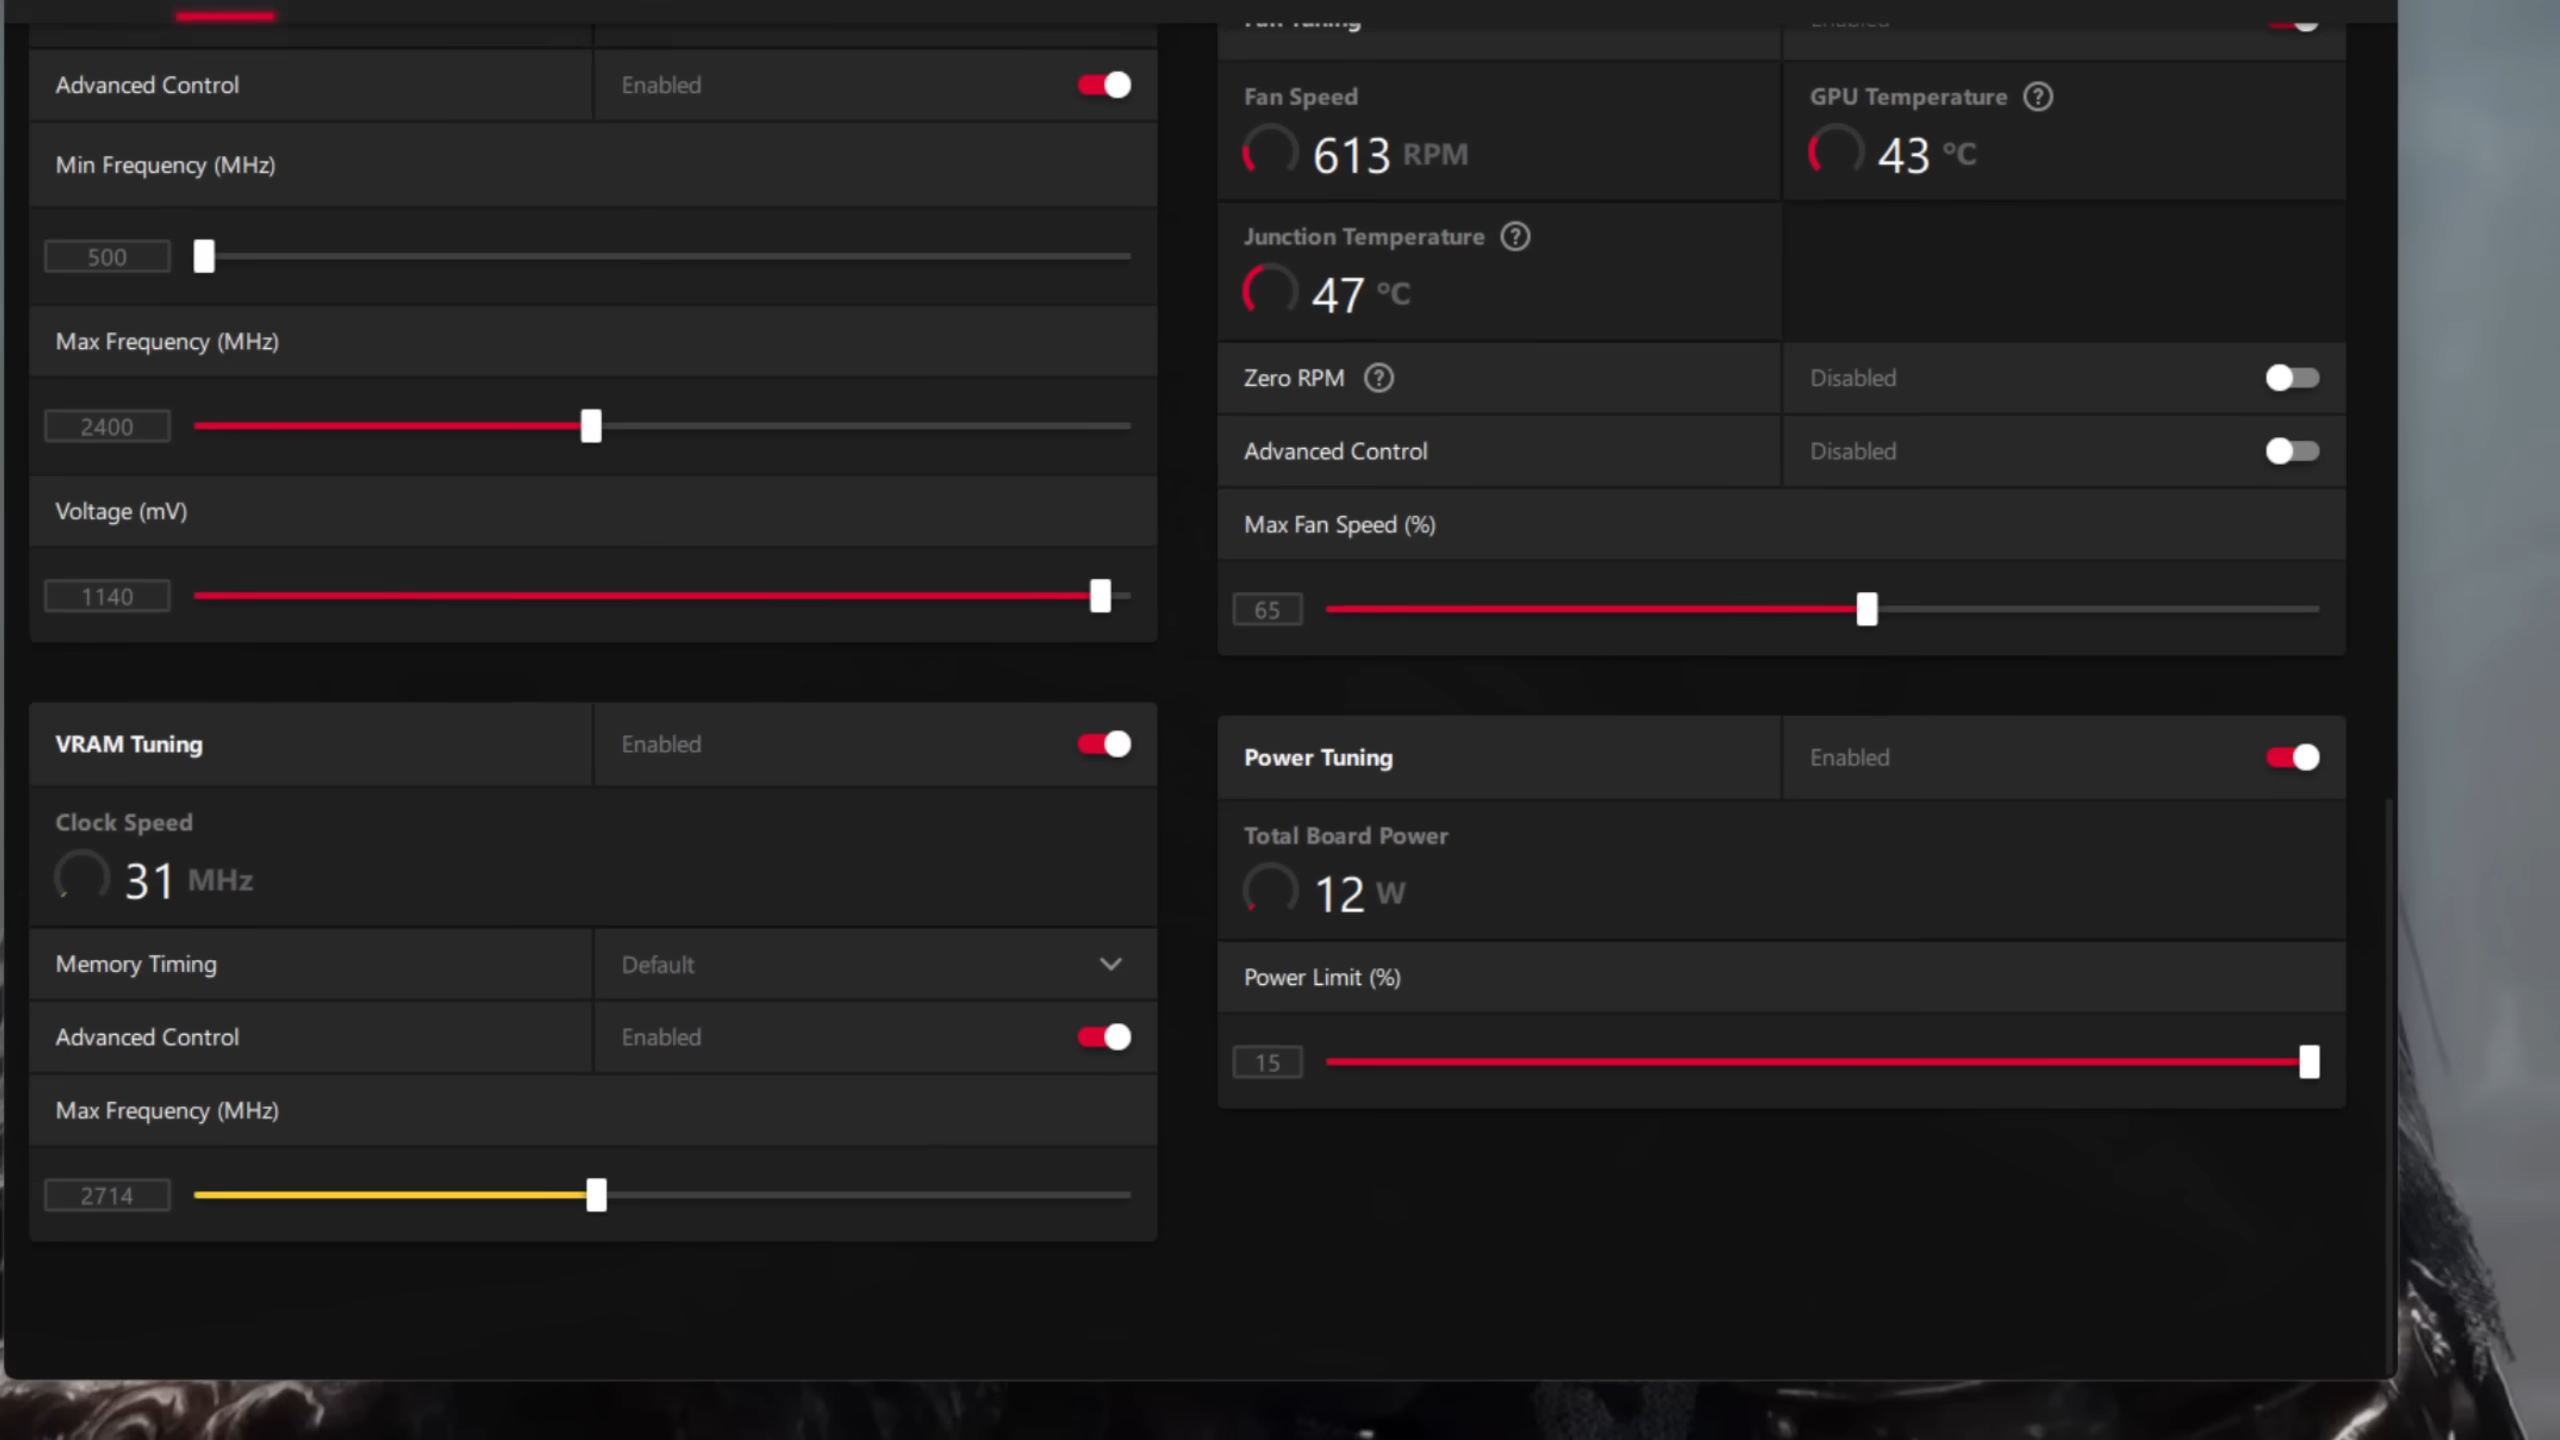 Advanced Control
Enabled
Min Frequency (MHz)
500
Max Frequency (MHz)
2400
Voltage (mV)
1140
VRAM Tuning
Enabled
Clock Speed
31 MHz
Memory Timing
Default
Advanced Control
Enabled
Max Frequency (MHz)
2714
Fan Tuning
Enabled
Fan Speed
613 RPM
GPU Temperature ?
43 °C
Junction Temperature ?
47 °C
Zero RPM ?
Disabled
Advanced Control
Disabled
Max Fan Speed (%)
65
Power Tuning
Enabled
Total Board Power
12 W
Power Limit (%)
15